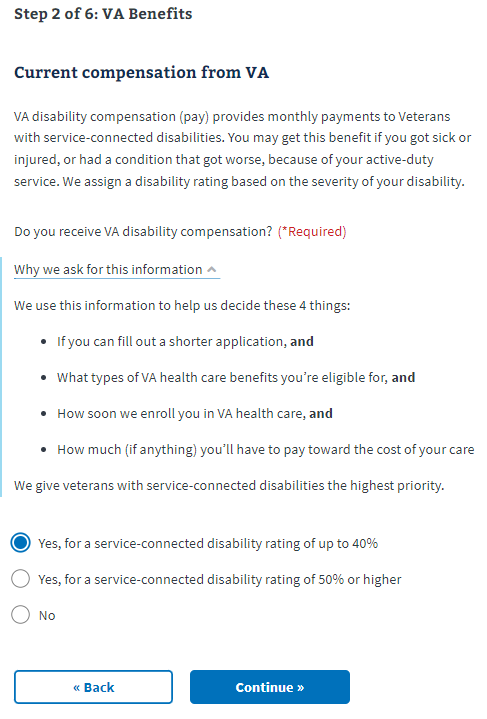 Step 2 of 6: VA Benefits
Current compensation from VA
VA disability compensation (pay) provides monthly payments to Veterans
with service-connected disabilities. You may get this benefit if you got sick or
injured, or had a condition that got worse, because of your active-duty
service. We assign a disability rating based on the severity of your disability.
Do you receive VA disability compensation? (*Required)
Why we ask for this information
We use this information to help us decide these 4 things:
• If you can fill out a shorter application, and
• What types of VA health care benefits you’re eligible for, and
• How soon we enroll you in VA health care, and
• How much (if anything) you’ll have to pay toward the cost of your care
We give veterans with service-connected disabilities the highest priority.
Yes, for a service-connected disability rating of up to 40%
Yes, for a service-connected disability rating of 50% or higher
No
« Back
Continue »